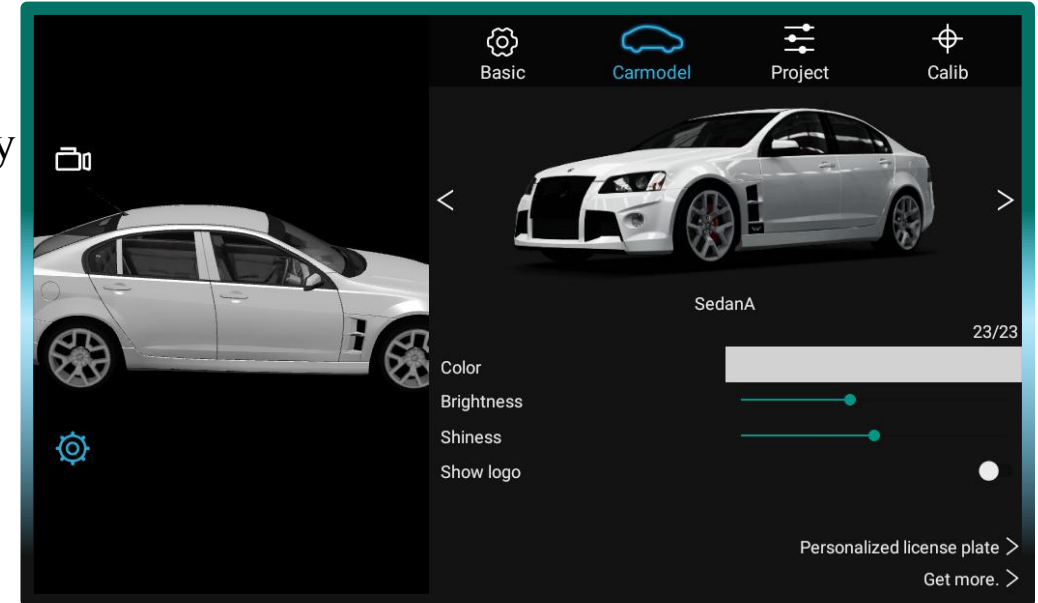 y
Basic Carmodel Project Calib
< >
SedanA
23/23
Color
Brightness
Shiness
Show logo
Personalized license plate >
Get more. >